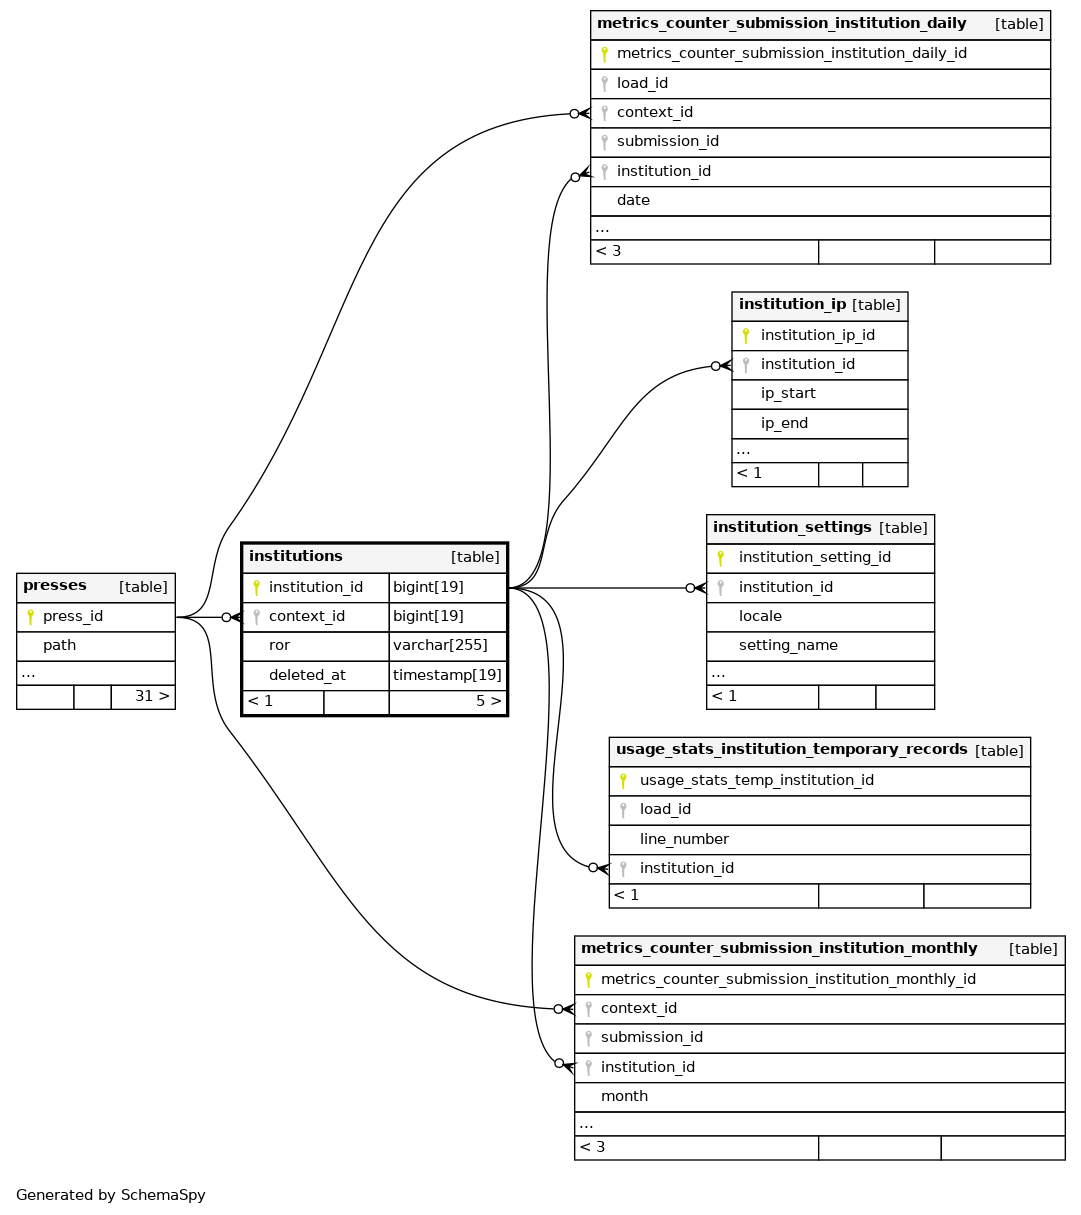 metrics_counter_submission_institution_daily [table]
metrics_counter_submission_institution_daily_id
load_id
context_id
submission_id
institution_id
date
...
< 3
institution_ip [table]
institution_ip_id
institution_id
ip_start
ip_end
...
< 1
institution_settings [table]
institution_setting_id
institution_id
locale
setting_name
...
< 1
institutions [table]
institution_id bigint[19]
context_id bigint[19]
ror varchar[255]
deleted_at timestamp[19]
< 1 5 >
presses [table]
press_id
path
...
31 >
usage_stats_institution_temporary_records [table]
usage_stats_temp_institution_id
load_id
line_number
institution_id
< 1
metrics_counter_submission_institution_monthly [table]
metrics_counter_submission_institution_monthly_id
context_id
submission_id
institution_id
month
...
< 3
Generated by SchemaSpy